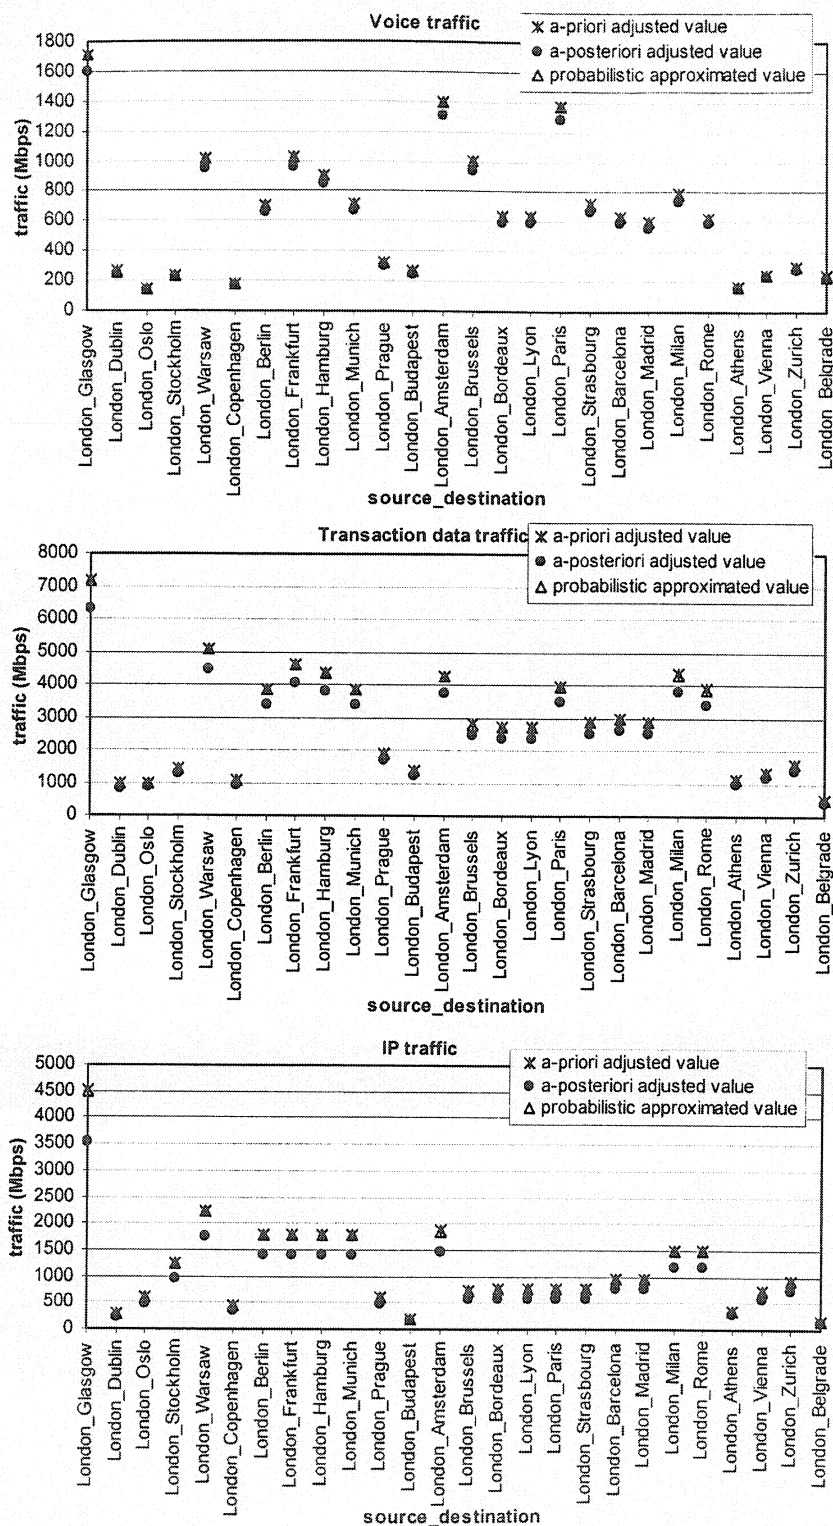 Voice traffic
a-priori adjusted value
a-posteriori adjusted value
probabilistic approximated value
traffic (Mbps)
1800
1600
1400
1200
1000
800
600
400
200
0
London_Glasgow
London_Dublin
London_Oslo
London_Stockholm
London_Warsaw
London_Copenhagen
London_Berlin
London_Frankfurt
London_Hamburg
London_Munich
London_Prague
London_Budapest
London_Amsterdam
London_Brussels
London_Bordeaux
London_Lyon
London_Paris
London_Strasbourg
London_Barcelona
London_Madrid
London_Milan
London_Rome
London_Athens
London_Vienna
London_Zurich
London_Belgrade
source_destination
Transaction data traffic
a-priori adjusted value
a-posteriori adjusted value
probabilistic approximated value
traffic (Mbps)
8000
7000
6000
5000
4000
3000
2000
1000
0
London_Glasgow
London_Dublin
London_Oslo
London_Stockholm
London_Warsaw
London_Copenhagen
London_Berlin
London_Frankfurt
London_Hamburg
London_Munich
London_Prague
London_Budapest
London_Amsterdam
London_Brussels
London_Bordeaux
London_Lyon
London_Paris
London_Strasbourg
London_Barcelona
London_Madrid
London_Milan
London_Rome
London_Athens
London_Vienna
London_Zurich
London_Belgrade
source_destination
IP traffic
a-priori adjusted value
a-posteriori adjusted value
probabilistic approximated value
traffic (Mbps)
5000
4500
4000
3500
3000
2500
2000
1500
1000
500
0
London_Glasgow
London_Dublin
London_Oslo
London_Stockholm
London_Warsaw
London_Copenhagen
London_Berlin
London_Frankfurt
London_Hamburg
London_Munich
London_Prague
London_Budapest
London_Amsterdam
London_Brussels
London_Bordeaux
London_Lyon
London_Paris
London_Strasbourg
London_Barcelona
London_Madrid
London_Milan
London_Rome
London_Athens
London_Vienna
London_Zurich
London_Belgrade
source_destination